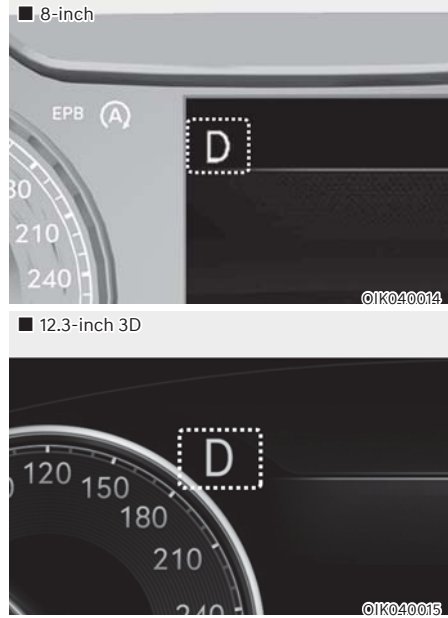 ■ 8-inch
EPB (A)
D
30
210
240
OIK040014
■ 12.3-inch 3D
D
120
150
180
210
240
OIK040015